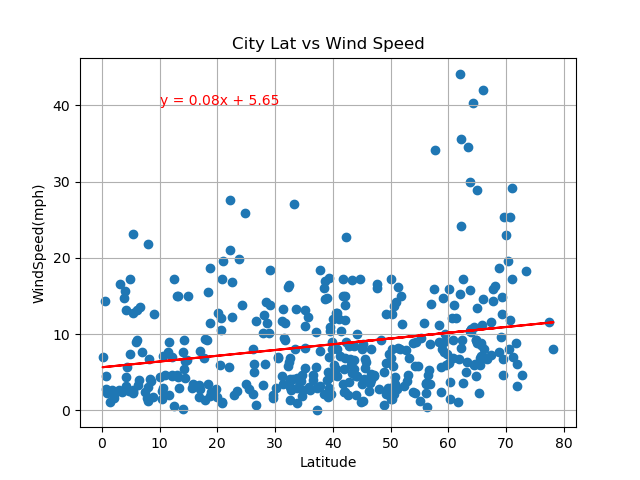 City Lat vs Wind Speed
y = 0.08x + 5.65
WindSpeed(mph)
40
30
20
10
0
0 10 20 30 40 50 60 70 80
Latitude